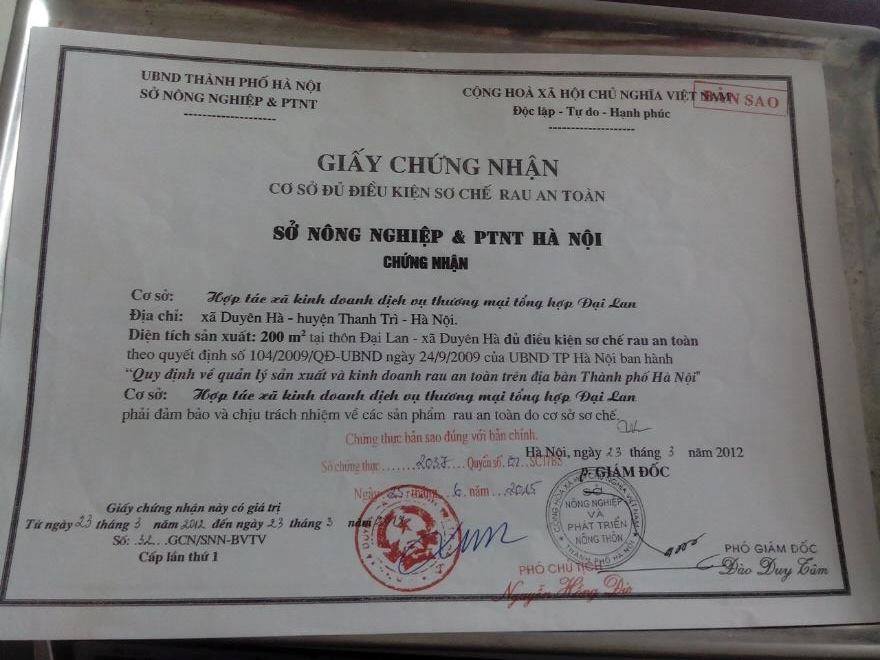 UBND THÀNH PHỐ HÀ NỘI
SỞ NÔNG NGHIỆP & PTNT
CỘNG HOÀ XÃ HỘI CHỦ NGHĨA VIỆT NAM
Độc lập - Tự do - Hạnh phúc
BẢN SAO
GIẤY CHỨNG NHẬN
CƠ SỞ ĐỦ ĐIỀU KIỆN SƠ CHẾ RAU AN TOÀN
SỞ NÔNG NGHIỆP & PTNT HÀ NỘI
CHỨNG NHẬN
Cơ sở: Hợp tác xã kinh doanh dịch vụ thương mại tổng hợp Đại Lan
Địa chỉ: xã Duyên Hà - huyện Thanh Trì - Hà Nội.
Diện tích sản xuất: 200 m² tại thôn Đại Lan - xã Duyên Hà đủ điều kiện sơ chế rau an toàn
theo quyết định số 104/2009/QĐ-UBND ngày 24/9/2009 của UBND TP Hà Nội ban hành
“Quy định về quản lý sản xuất và kinh doanh rau an toàn trên địa bàn Thành phố Hà Nội”
Cơ sở: Hợp tác xã kinh doanh dịch vụ thương mại tổng hợp Đại Lan
phải đảm bảo và chịu trách nhiệm về các sản phẩm rau an toàn do cơ sở sơ chế.
Chứng thực bản sao đúng với bản chính.
Số chứng thực.......2037....Quyển số. SCT/BS
Ngày 25 tháng 6 năm 2015
Hà Nội, ngày 23 tháng 3 năm 2012
GIÁM ĐỐC
SỞ
NÔNG NGHIỆP
VÀ
PHÁT TRIỂN
NÔNG THÔN
THÀNH PHỐ HÀ NỘI
Giấy chứng nhận này có giá trị
Từ ngày 23 tháng 3 năm 2012 đến ngày 23 tháng 3 năm
Số: 32...GCN/SNN-BVTV
Cấp lần thứ 1
PHÓ CHỦ TỊCH
PHÓ GIÁM ĐỐC
Đào Duy Tâm